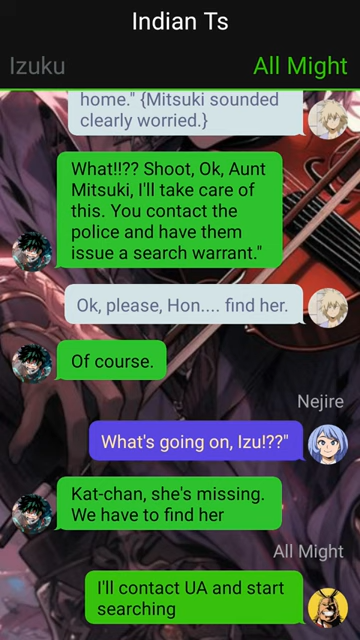 Indian Ts
Izuku
All Might
home." {Mitsuki sounded
clearly worried.}
What!!?? Shoot, Ok, Aunt
Mitsuki, I'll take care of
this. You contact the
police and have them
issue a search warrant."
Ok, please, Hon.... find her.
Of course.
Nejire
What's going on, Izu!??"
Kat-chan, she's missing.
We have to find her
All Might
I'll contact UA and start
searching